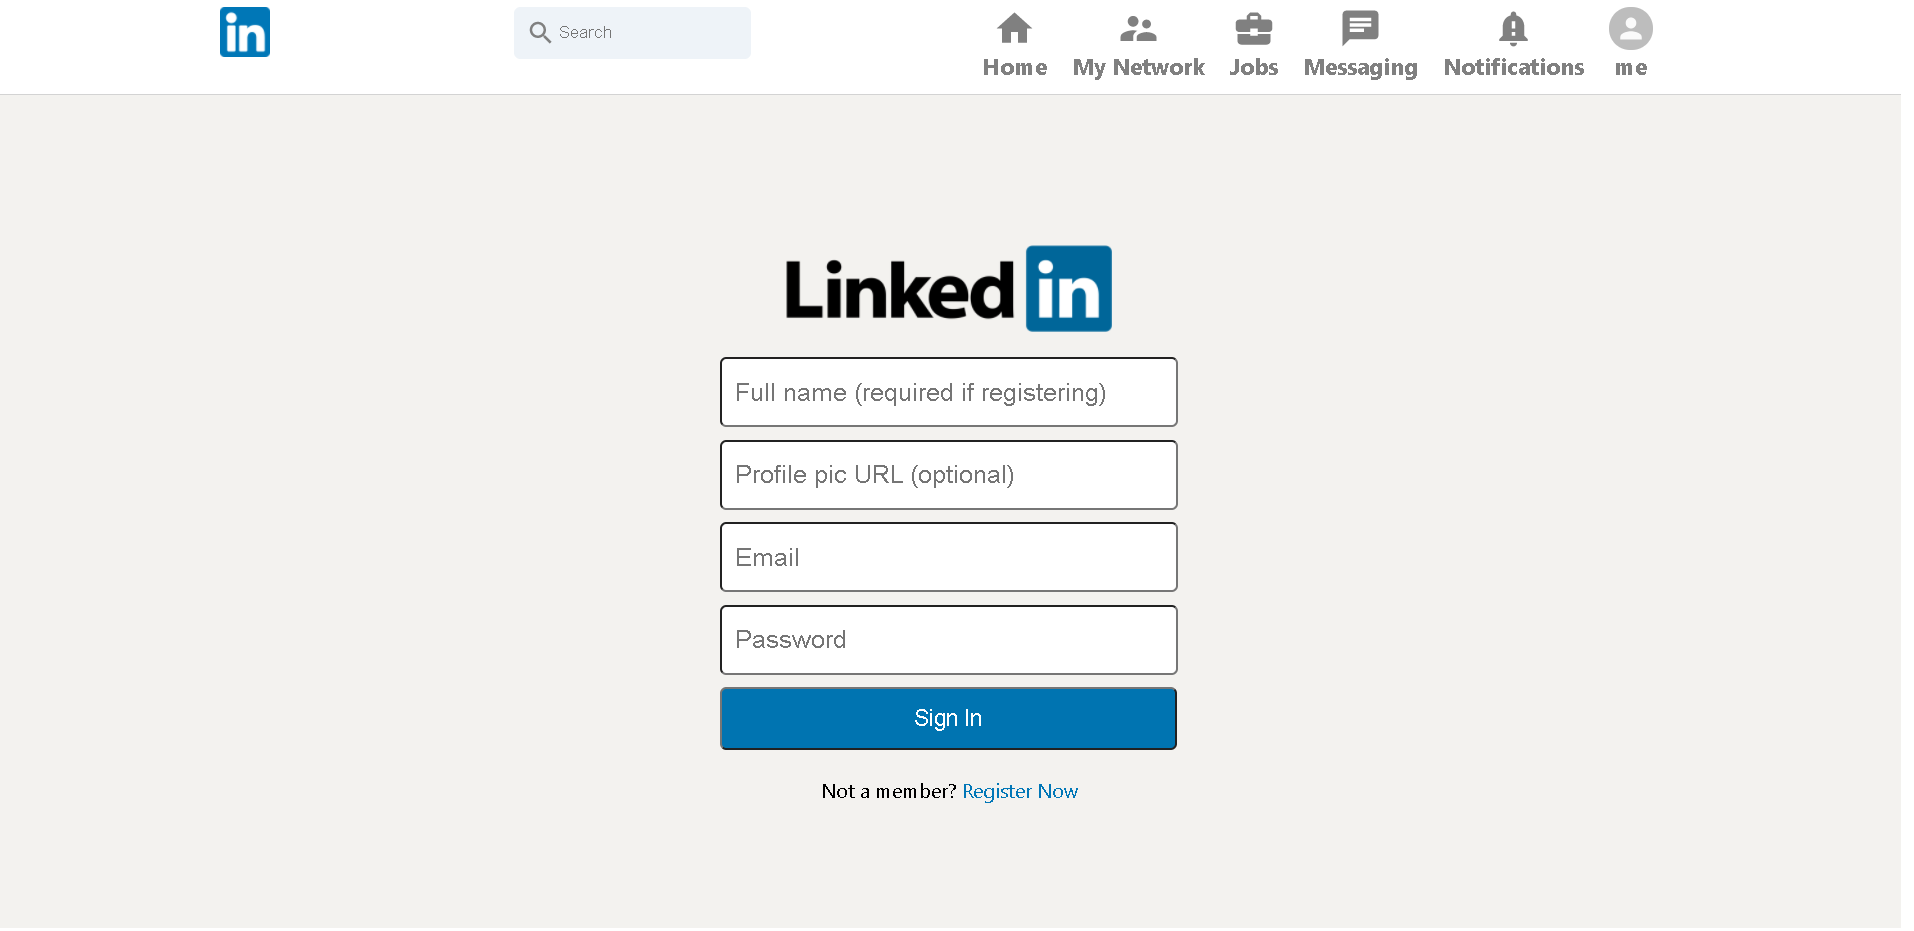 in
Search
Home My Network Jobs Messaging Notifications me
Linked in
Full name (required if registering)
Profile pic URL (optional)
Email
Password
Sign In
Not a member? Register Now